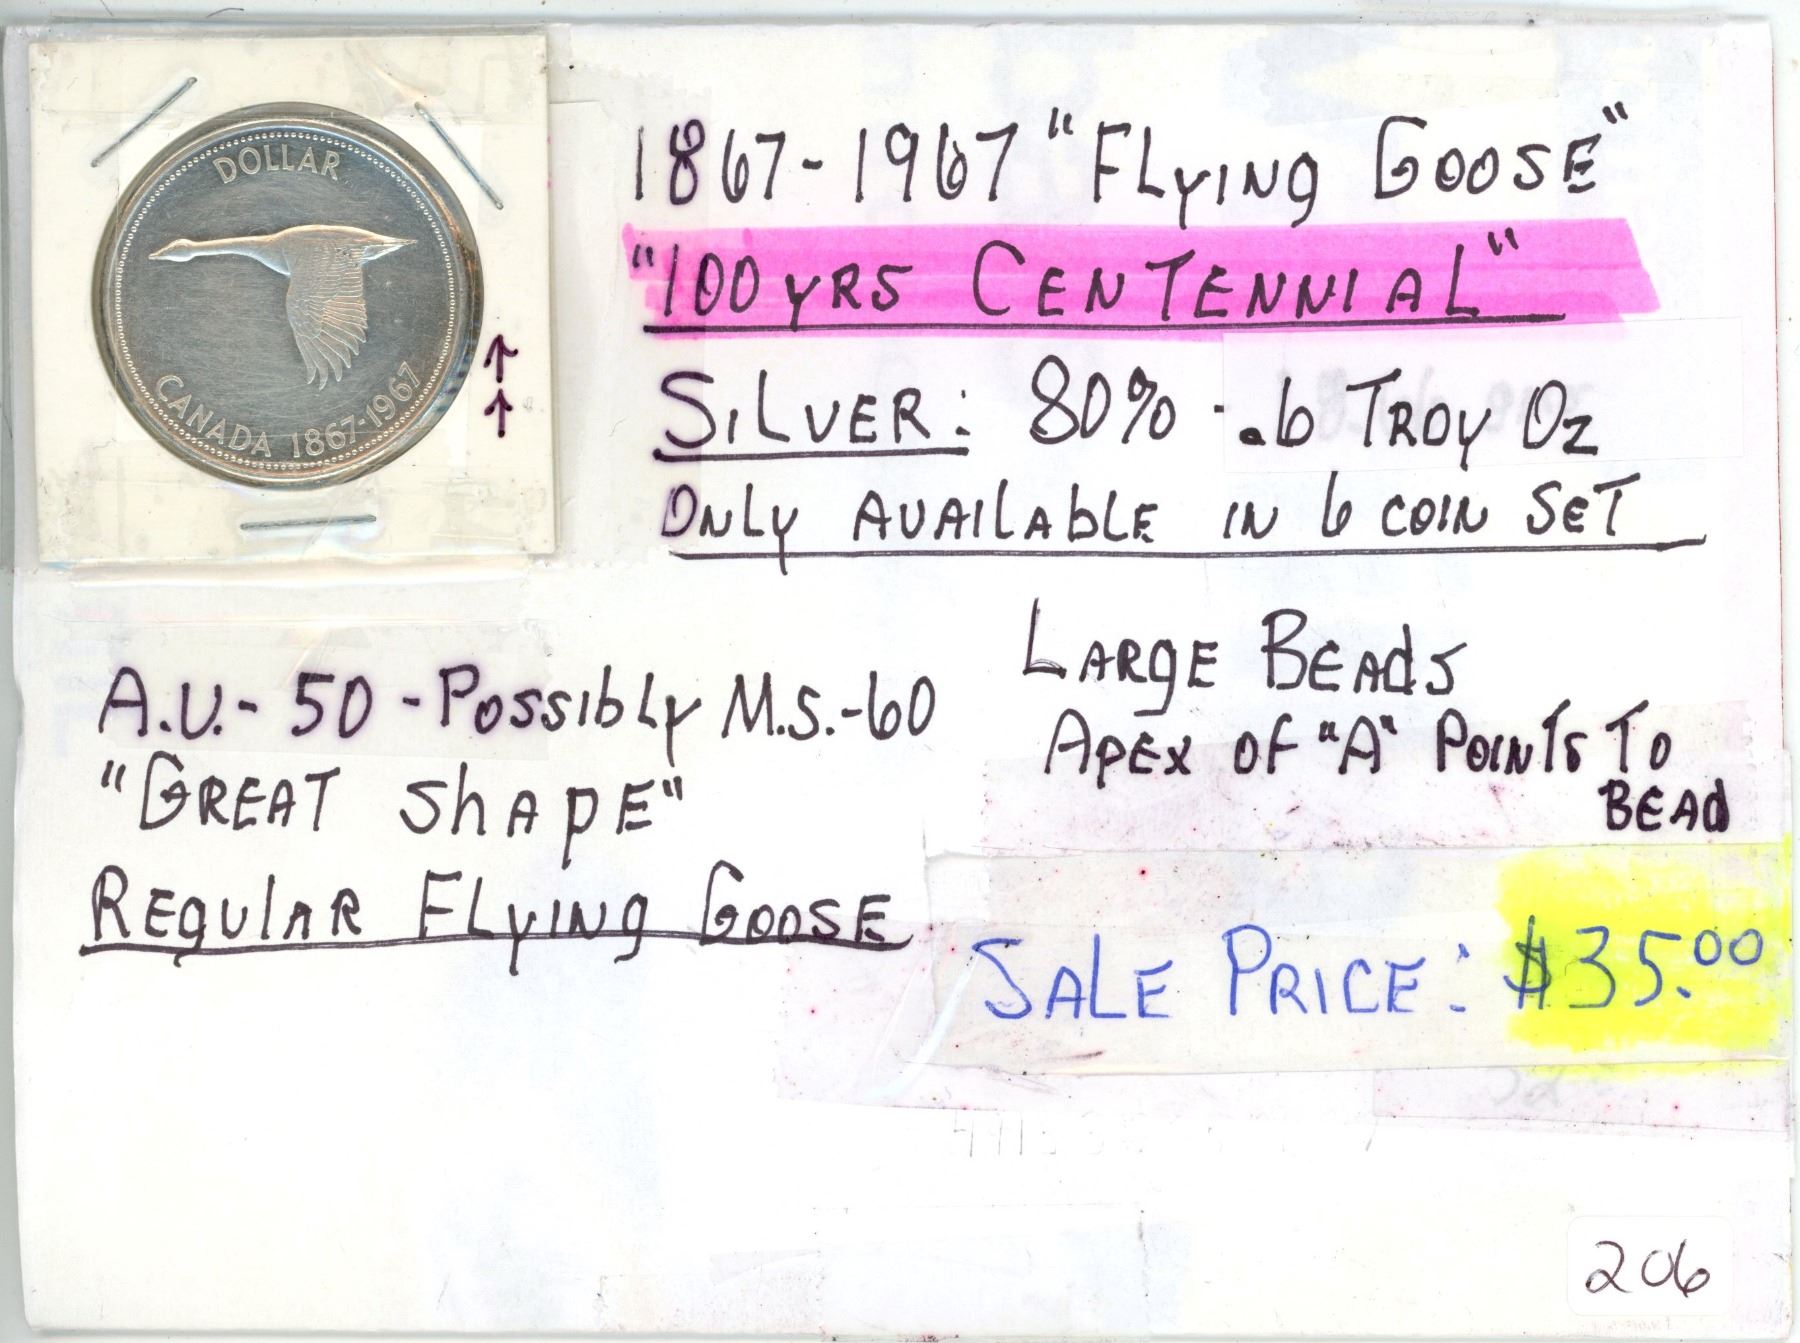 DOLLAR
CANADA 1867-1967
1867-1967 "FLYING GOOSE"
"100 YRS CENTENNIAL"
SILVER: 80% - .6 TROY OZ
ONLY AVAILABLE IN 6 COIN SET
LARGE BEADS
APEX OF "A" POINTS TO
BEAD
A.U.- 50 - POSSIBLY M.S.-60
"GREAT SHAPE"
REGULAR FLYING GOOSE
SALE PRICE: $35.00
206